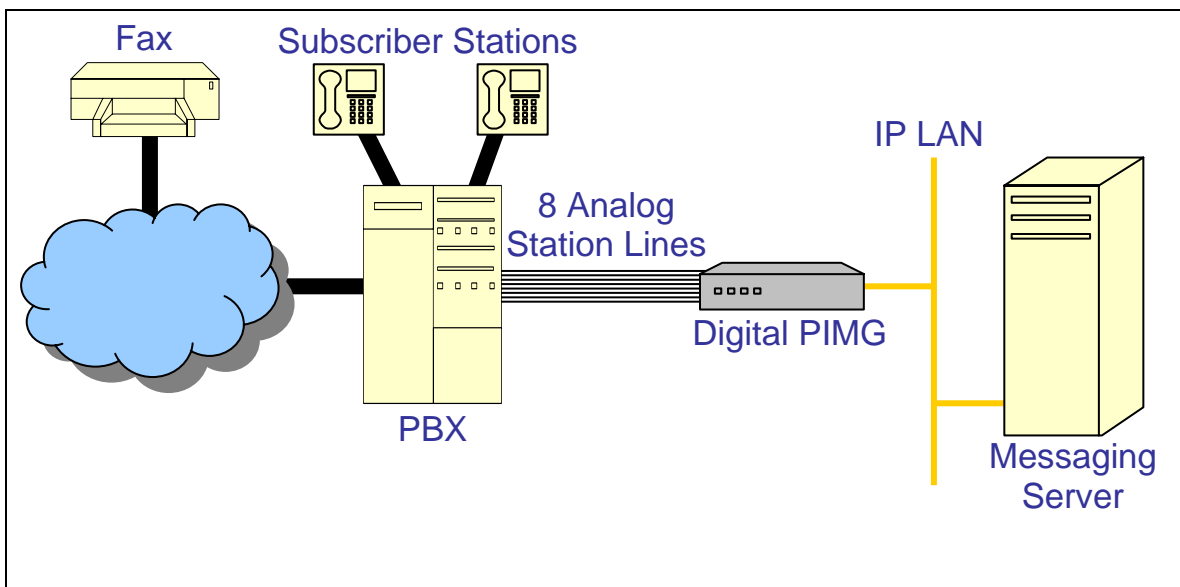 Fax
Subscriber Stations
IP LAN
8 Analog
Station Lines
Digital PIMG
PBX
Messaging
Server